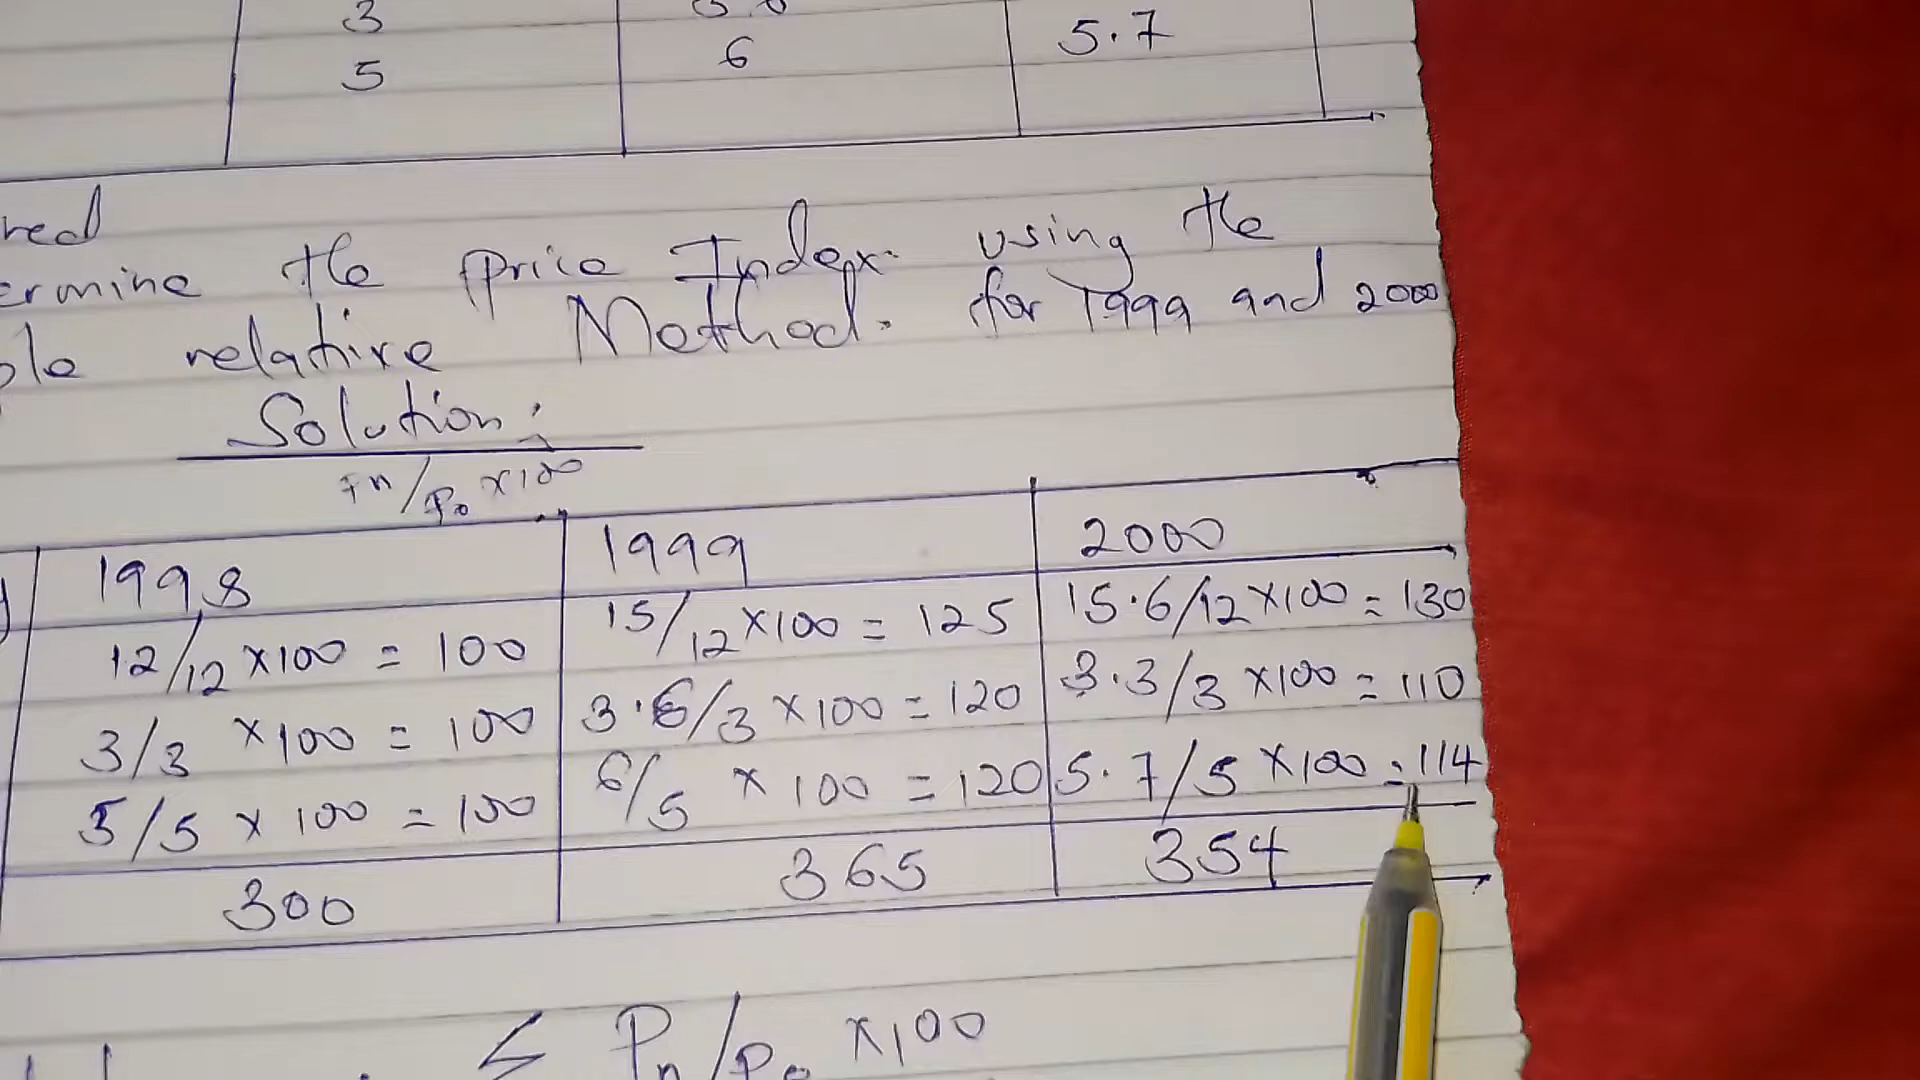 3
5 6 5.7
the Price Index using the
relative Method. for 1999 and 2000
Solution:
Pn/Po x100
1998 1999 2000
12/12 x100 = 100 15/12 x100 = 125 15.6/12 x100 = 130
3/3 x100 = 100 3.6/3 x100 = 120 3.3/3 x100 = 110
5/5 x 100 = 100 6/5 x 100 = 120 5.7/5 x100 = 114
300 365 354
Pn/Po x100